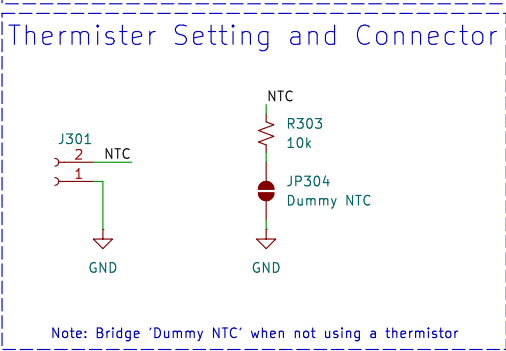 Thermister Setting and Connector
NTC
R303
10k
J301
2
NTC
1
JP304
Dummy NTC
GND
GND
Note: Bridge 'Dummy NTC' when not using a thermistor